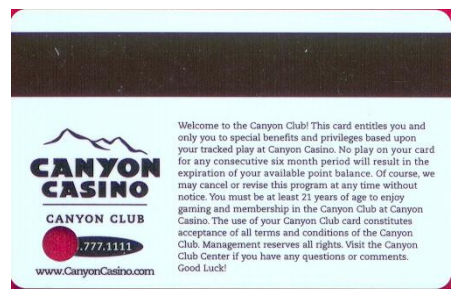 CANYON
CASINO
CANYON CLUB
.777.1111
www.CanyonCasino.com
Welcome to the Canyon Club! This card entitles you and
only you to special benefits and privileges based upon
your tracked play at Canyon Casino. No play on your card
for any consecutive six month period will result in the
expiration of your available point balance. Of course, we
may cancel or revise this program at any time without
notice. You must be at least 21 years of age to enjoy
gaming and membership in the Canyon Club at Canyon
Casino. The use of your Canyon Club card constitutes
acceptance of all terms and conditions of the Canyon
Club. Management reserves all rights. Visit the Canyon
Club Center if you have any questions or comments.
Good Luck!